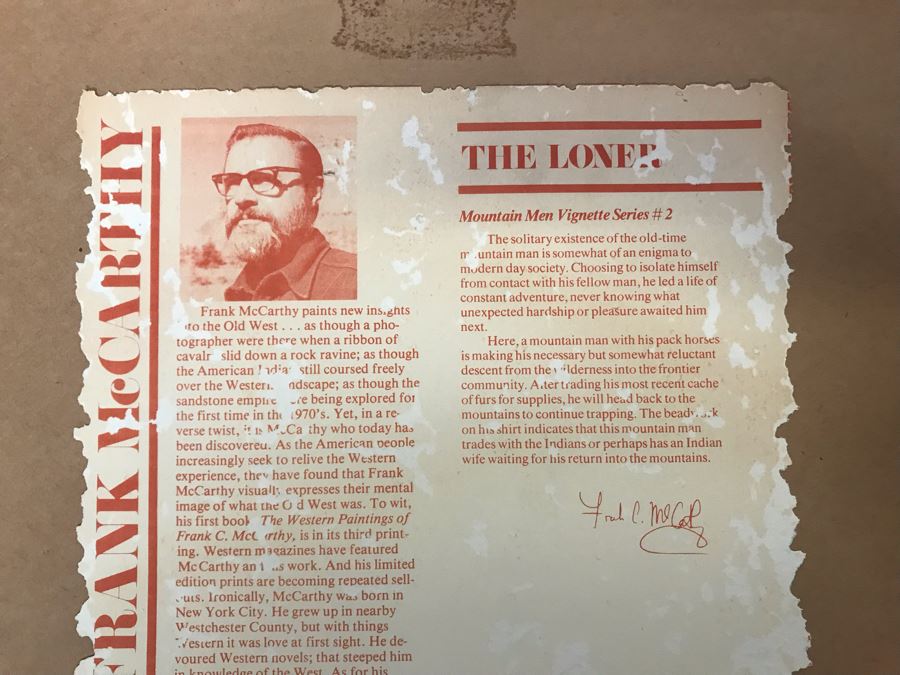 FRANK McCARTHY
Frank McCarthy paints new insights
to the Old West . . . as though a pho-
tographer were there when a ribbon of
cavalr slid down a rock ravine; as though
the American Indian still coursed freely
over the Western landscape; as though the
sandstone empire were being explored for
the first time in the 1970's. Yet, in a re-
verse twist, it is McCarthy who today has
been discovered. As the American people
increasingly seek to relive the Western
experience, they have found that Frank
McCarthy visually expresses their mental
image of what the Old West was. To wit,
his first book The Western Paintings of
Frank C. McCarthy, is in its third print-
ing. Western magazines have featured
McCarthy and his work. And his limited
edition prints are becoming repeated sell-
outs. Ironically, McCarthy was born in
New York City. He grew up in nearby
Westchester County, but with things
Western it was love at first sight. He de-
voured Western novels; that steeped him
in knowledge of the West. As for his
THE LONER
Mountain Men Vignette Series # 2
The solitary existence of the old-time
mountain man is somewhat of an enigma to
modern day society. Choosing to isolate himself
from contact with his fellow man, he led a life of
constant adventure, never knowing what
unexpected hardship or pleasure awaited him
next.
Here, a mountain man with his pack horses
is making his necessary but somewhat reluctant
descent from the wilderness into the frontier
community. After trading his most recent cache
of furs for supplies, he will head back to the
mountains to continue trapping. The beadwork
on his shirt indicates that this mountain man
trades with the Indians or perhaps has an Indian
wife waiting for his return into the mountains.
Frank C. McCarthy